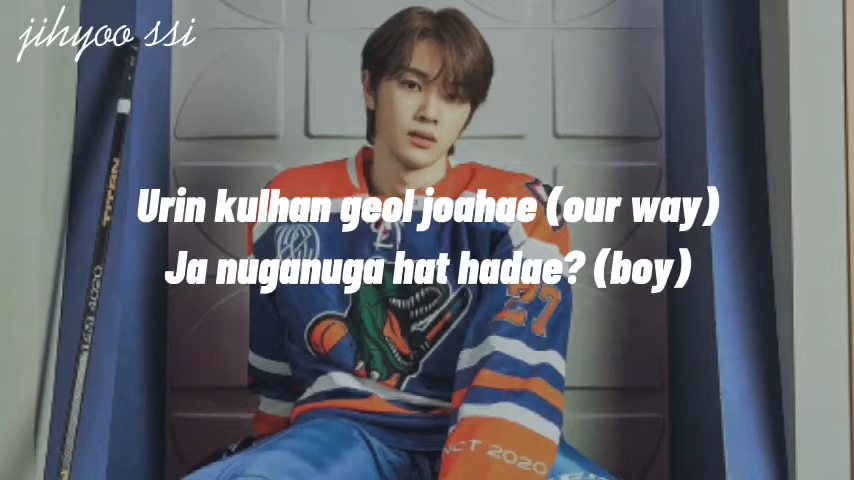 jihyoo ssi
TITAN
Urin kulhan geol joahae (our way)
Ja nuganuga hat hadae? (boy)
27
NCT 2020